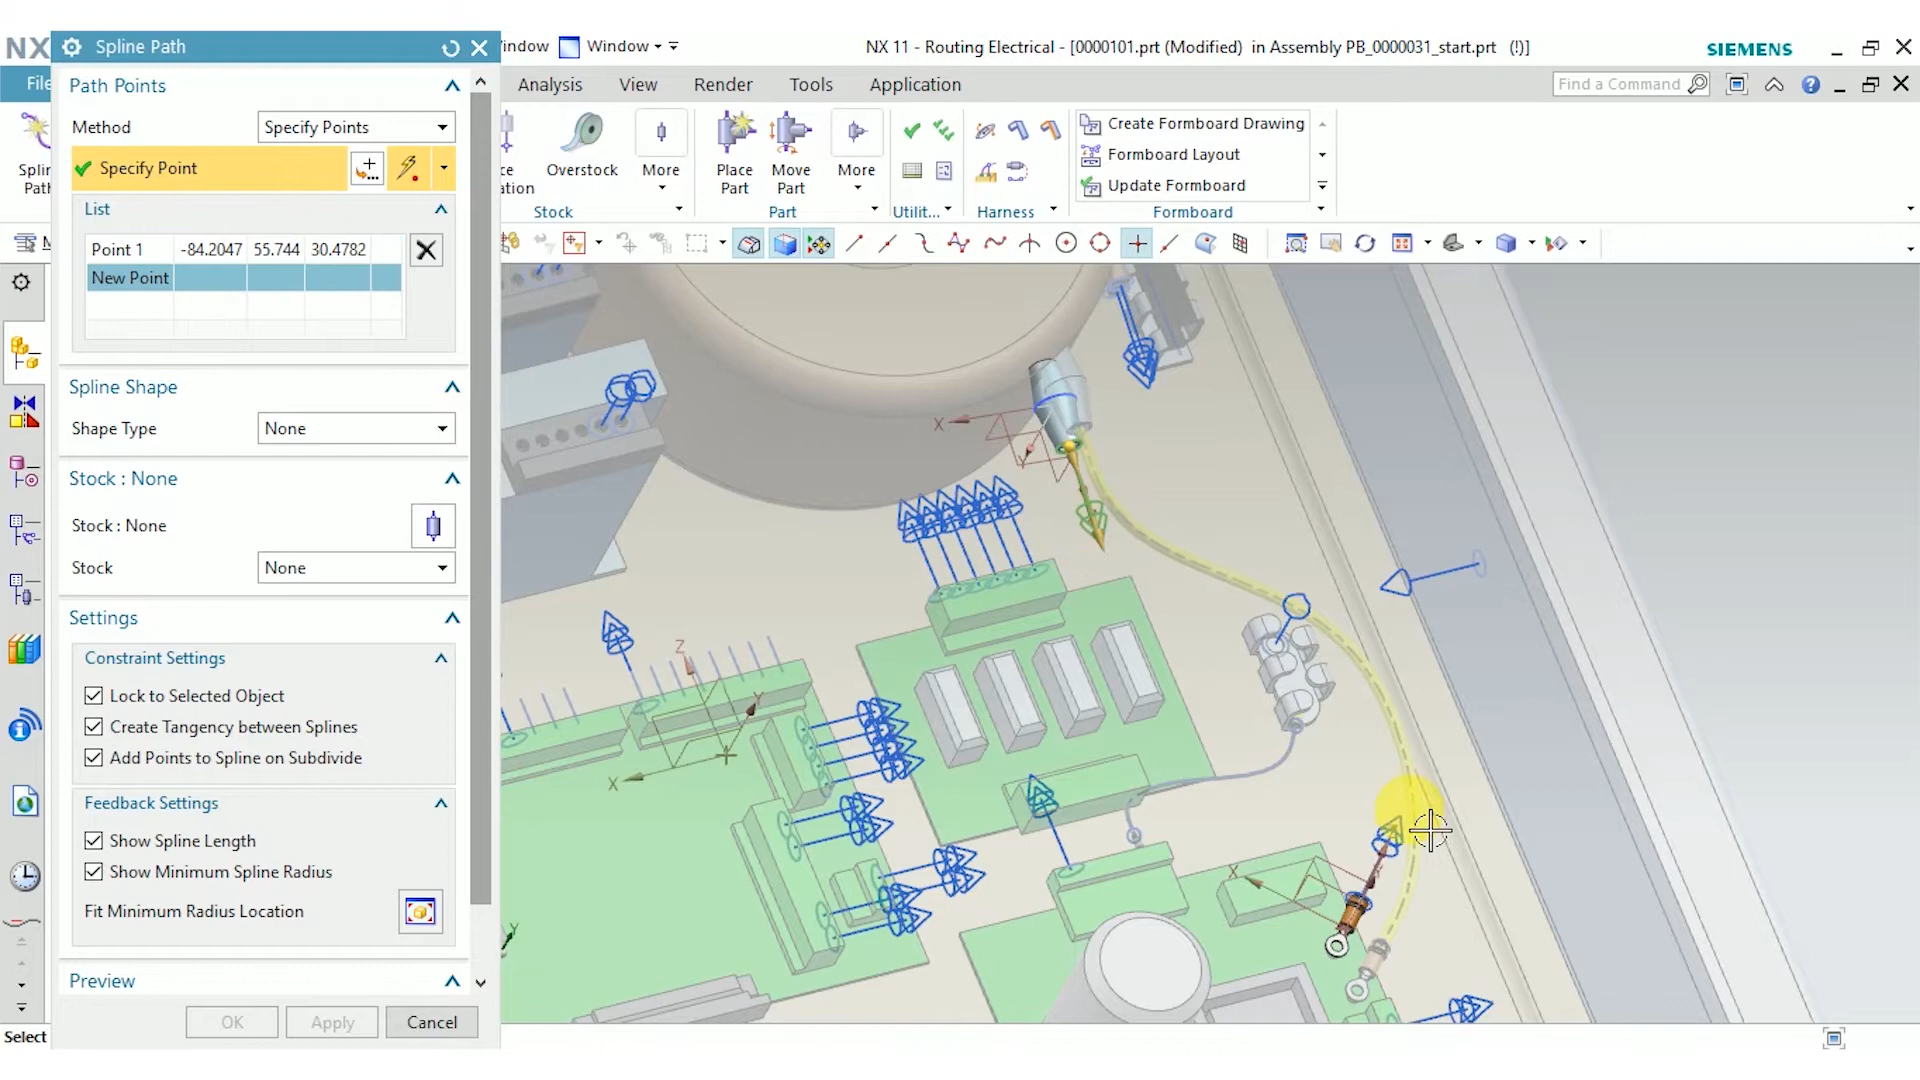 NX
Spline Path
indow
Window
NX 11 - Routing Electrical - [0000101.prt (Modified)  in Assembly PB_0000031_start.prt  (!)]
SIEMENS
File
Analysis
View
Render
Tools
Application
Find a Command
Path Points
Method
Specify Points
Specify Point
List
Point 1
-84.2047
55.744
30.4782
New Point
Spline Shape
Shape Type
None
Stock : None
Stock : None
Stock
None
Settings
Constraint Settings
Lock to Selected Object
Create Tangency between Splines
Add Points to Spline on Subdivide
Feedback Settings
Show Spline Length
Show Minimum Spline Radius
Fit Minimum Radius Location
Preview
OK
Apply
Cancel
Select
Splin
Path
ce
ation
Overstock
More
Stock
Place
Part
Move
Part
More
Part
Utilit...
Harness
Create Formboard Drawing
Formboard Layout
Update Formboard
Formboard
M
X
Y
Z
Y
X
X
Y